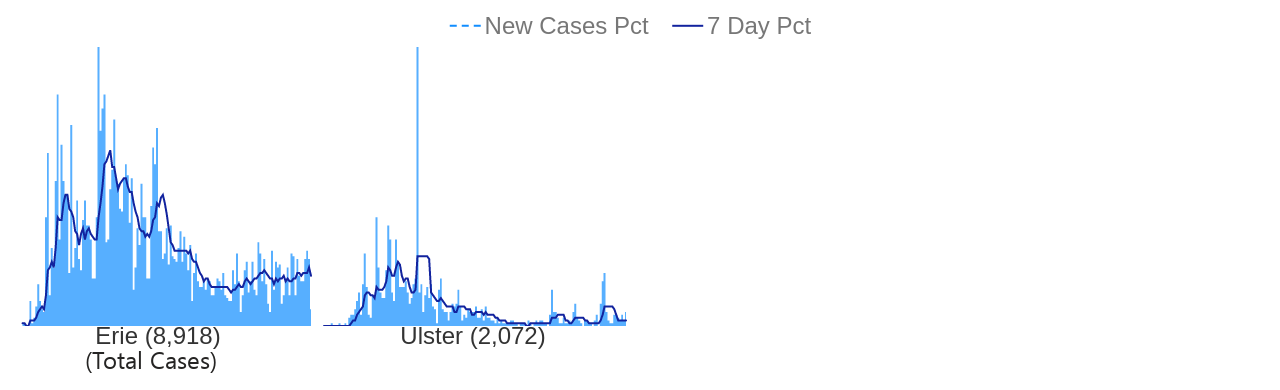 New Cases Pct 7 Day Pct
Erie (8,918) Ulster (2,072)
(Total Cases)